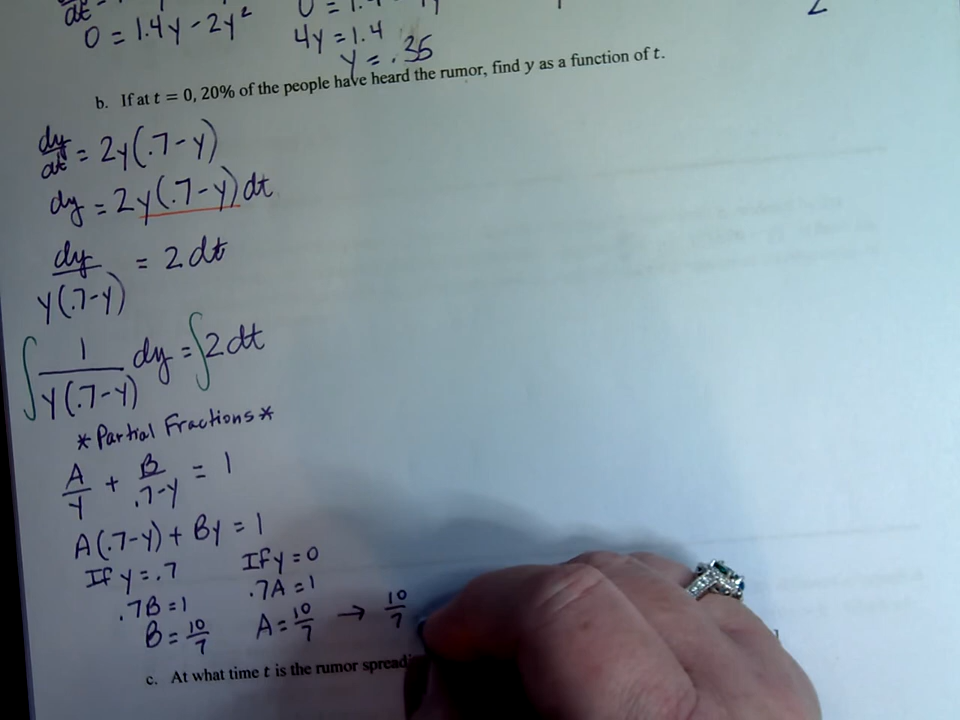 0 = 1.4y - 2y²
4y = 1.4
y = .35
b. If at t = 0, 20% of the people have heard the rumor, find y as a function of t.
dy/dt = 2y(.7-y)
dy = 2y(.7-y)dt
dy/y(.7-y) = 2dt
∫ 1/y(.7-y) dy = ∫2dt
*Partial Fractions*
A/y + B/.7-y = 1
A(.7-y) + By = 1
If y = .7 If y = 0
.7B = 1 .7A = 1
B = 10/7 A = 10/7 → 10/7
c. At what time t is the rumor